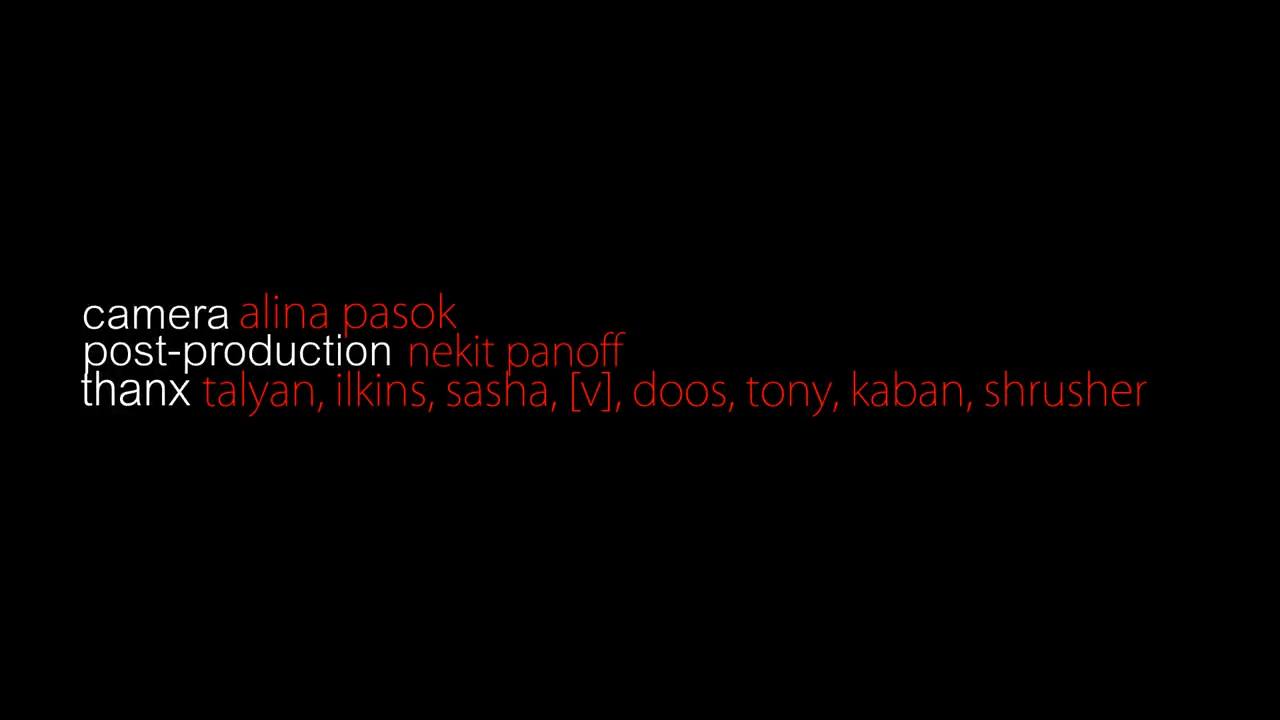 camera alina pasok
post-production nekit panoff
thanx talyan, ilkins, sasha, [v], doos, tony, kaban, shrusher